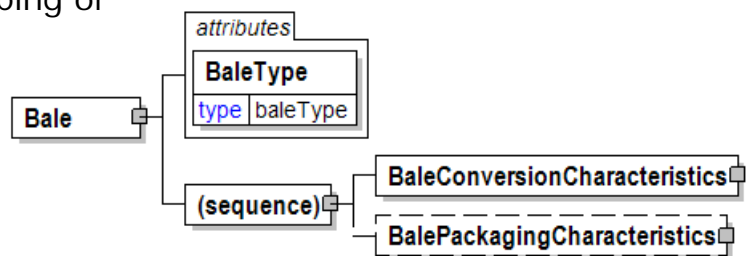 attributes
BaleType
type baleType
Bale
(sequence)
BaleConversionCharacteristics
BalePackagingCharacteristics